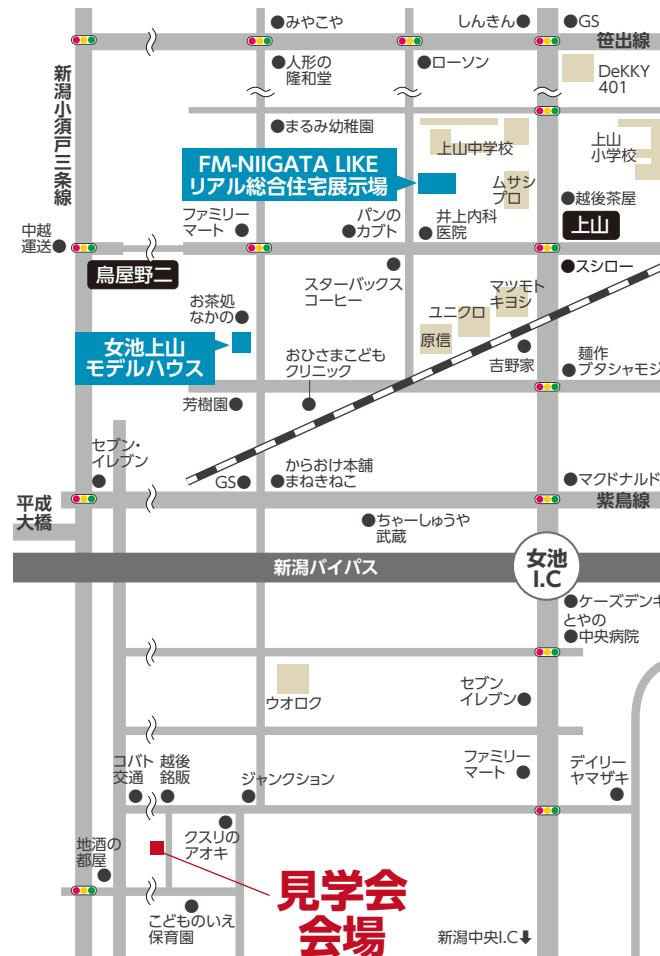 みやこや
しんきん
GS
笹出線
人形の
隆和堂
ローソン
DeKKY
401
新潟小須戸三条線
まるみ幼稚園
上山中学校
上山
小学校
FM-NIIGATA LIKE
リアル総合住宅展示場
ムサシ
プロ
越後茶屋
ファミリー
マート
パンの
カブト
井上内科
医院
上山
中越
運送
鳥屋野二
スターバックス
コーヒー
スシロー
マツモト
キヨシ
お茶処
なかの
ユニクロ
原信
女池上山
モデルハウス
おひさまこども
クリニック
吉野家
麺作
ブタシャモジ
芳樹園
セブン・
イレブン
GS
からおけ本舗
まねきねこ
マクドナルド
紫鳥線
平成
大橋
ちゃーしゅうや
武蔵
新潟バイパス
女池
I.C
ケーズデンキ
とやの
中央病院
ウオロク
セブン
イレブン
コバト
交通
越後
銘販
ジャンクション
ファミリー
マート
デイリー
ヤマザキ
地酒の
都屋
クスリの
アオキ
見学会
会場
こどものいえ
保育園
新潟中央I.C⬇